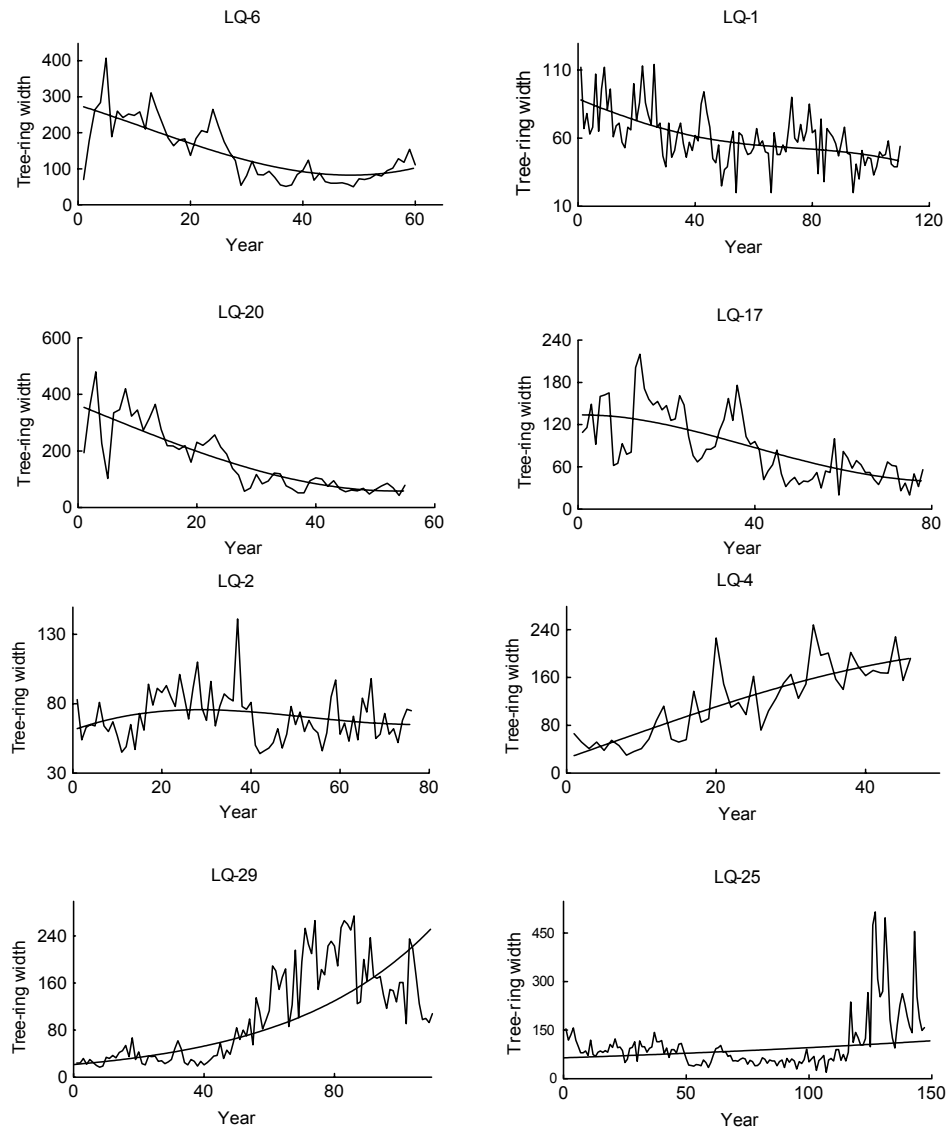 LQ-6
Tree-ring width
400
300
200
100
0
0 20 40 60
Year
LQ-1
Tree-ring width
110
60
10
0 40 80 120
Year
LQ-20
Tree-ring width
600
400
200
0
0 20 40 60
Year
LQ-17
Tree-ring width
240
180
120
60
0
0 40 80
Year
LQ-2
Tree-ring width
130
80
30
0 20 40 60 80
Year
LQ-4
Tree-ring width
240
160
80
0
0 20 40
Year
LQ-29
Tree-ring width
240
160
80
0
0 40 80
Year
LQ-25
Tree-ring width
450
300
150
0
0 50 100 150
Year